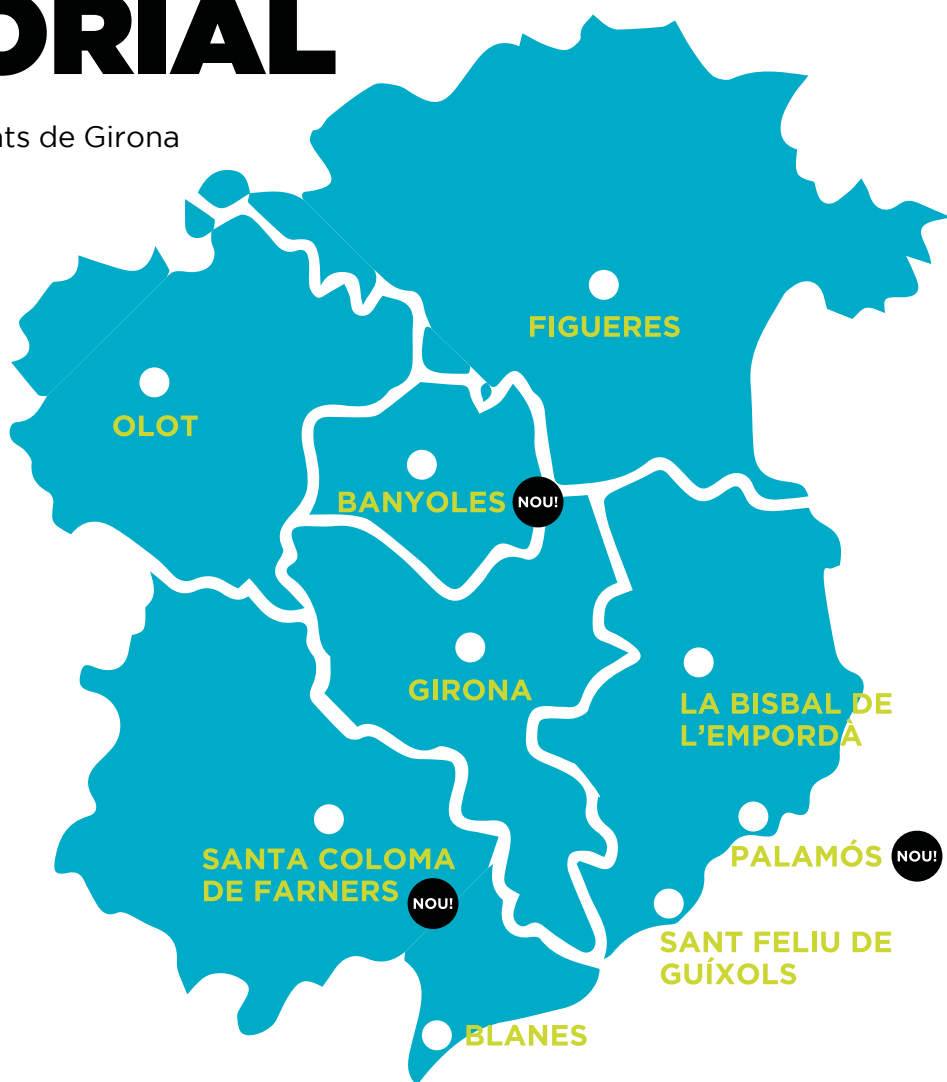 ORIAL
ts de Girona
FIGUERES
OLOT
BANYOLES NOU!
GIRONA
LA BISBAL DE
L'EMPORDÀ
SANTA COLOMA
DE FARNERS NOU!
PALAMÓS NOU!
SANT FELIU DE
GUÍXOLS
BLANES